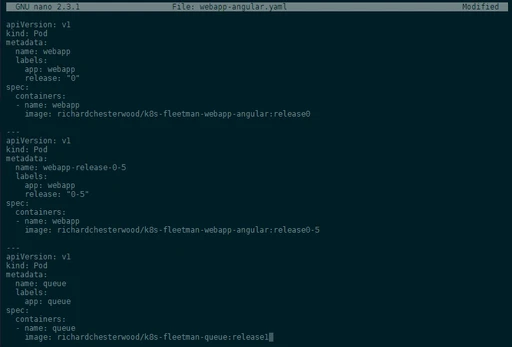 GNU nano 2.3.1 File: webapp-angular.yaml Modified
apiVersion: v1
kind: Pod
metadata:
  name: webapp
  labels:
    app: webapp
    release: "0"
spec:
  containers:
  - name: webapp
    image: richardchesterwood/k8s-fleetman-webapp-angular:release0
---
apiVersion: v1
kind: Pod
metadata:
  name: webapp-release-0-5
  labels:
    app: webapp
    release: "0-5"
spec:
  containers:
  - name: webapp
    image: richardchesterwood/k8s-fleetman-webapp-angular:release0-5
---
apiVersion: v1
kind: Pod
metadata:
  name: queue
  labels:
    app: queue
spec:
  containers:
  - name: queue
    image: richardchesterwood/k8s-fleetman-queue:release1